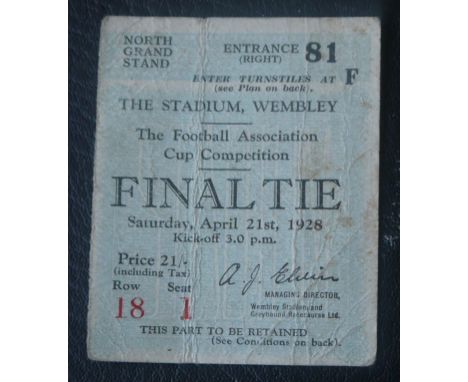 NORTH GRAND STAND
ENTRANCE (RIGHT) 81
ENTER TURNSTILES AT F
(see Plan on back).
THE STADIUM, WEMBLEY
The Football Association
Cup Competition
FINAL TIE
Saturday, April 21st, 1928
Kick-off 3.0 p.m.
Price 21/-
(including Tax)
Row Seat
18 1
A. J. Elvin
MANAGING DIRECTOR,
Wembley Stadium and
Greyhound Racecourse Ltd.
THIS PART TO BE RETAINED
(See Conditions on back).